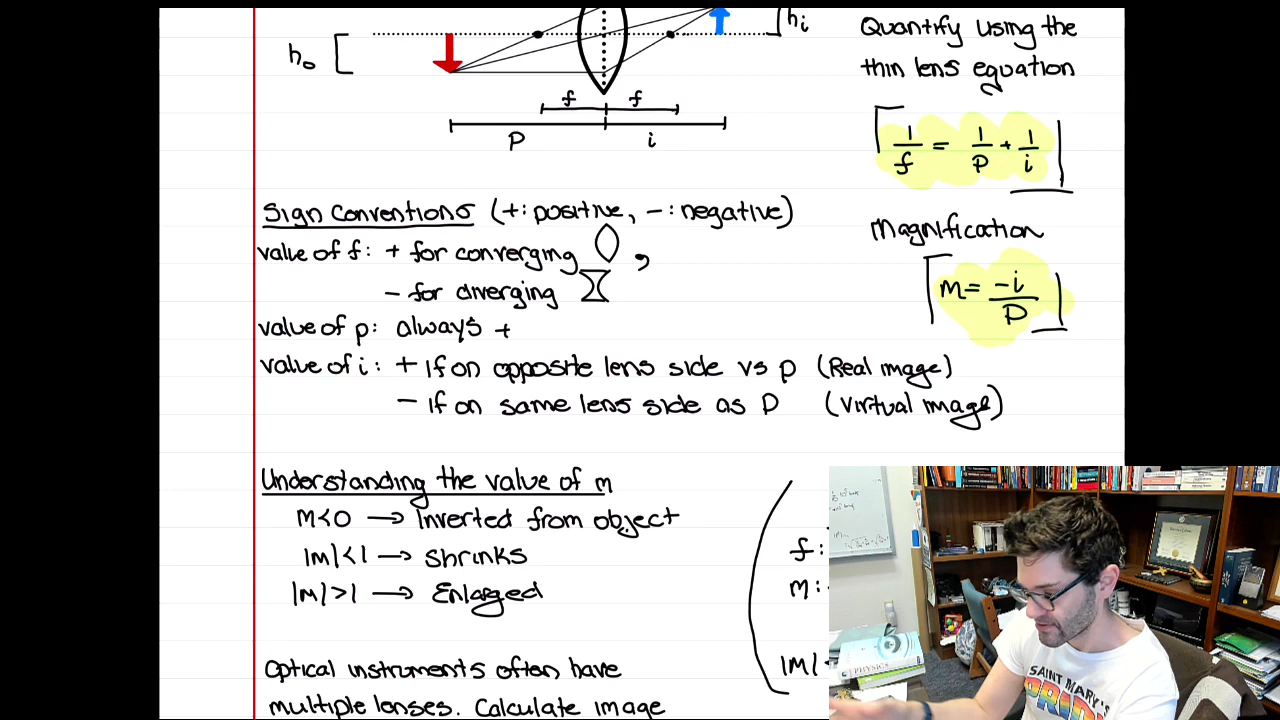 hi
ho
f f
P i
Quantify using the
thin lens equation
1/f = 1/P + 1/i
Sign Conventions (+: positive, -: negative)
value of f: + for converging ,
- for diverging
value of p: always +
value of i: + if on opposite lens side vs p (Real image)
- if on same lens side as P (virtual image)
Magnification
m = -i/P
Understanding the value of m
m<0 → Inverted from object
|m|<1 → shrinks
|m|>1 → Enlarged
f:
m:
|m|
Optical instruments often have
multiple lenses. Calculate image
PHYSICS
SAINT MARY'S
PRIDE